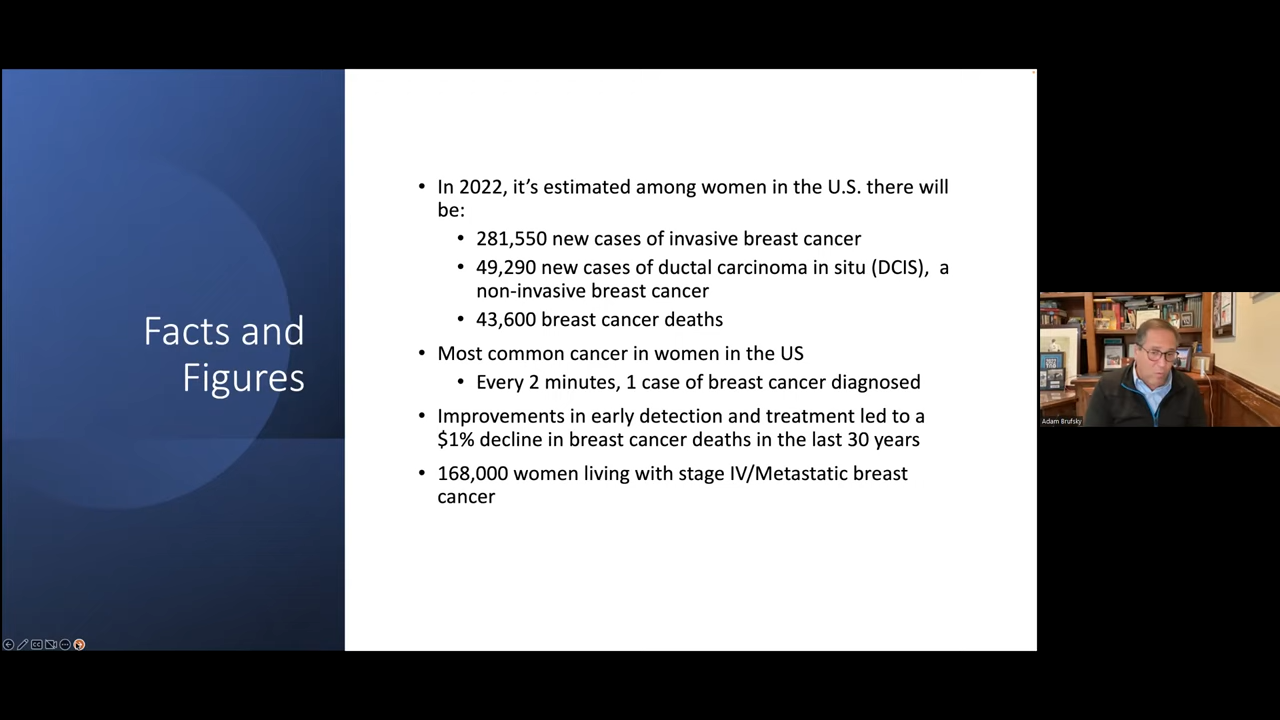 Facts and
Figures
• In 2022, it’s estimated among women in the U.S. there will
be:
• 281,550 new cases of invasive breast cancer
• 49,290 new cases of ductal carcinoma in situ (DCIS),  a
non-invasive breast cancer
• 43,600 breast cancer deaths
• Most common cancer in women in the US
• Every 2 minutes, 1 case of breast cancer diagnosed
• Improvements in early detection and treatment led to a
$1% decline in breast cancer deaths in the last 30 years
• 168,000 women living with stage IV/Metastatic breast
cancer
Adam Brufsky